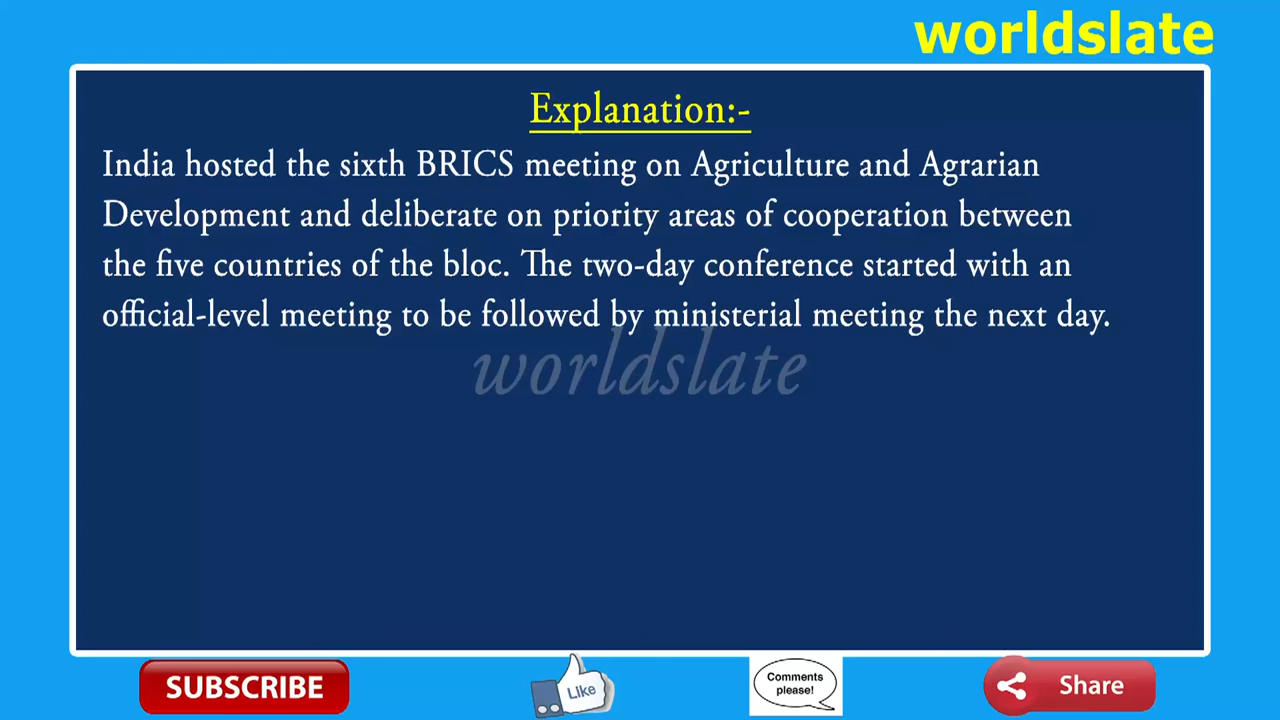 worldslate
Explanation:-
India hosted the sixth BRICS meeting on Agriculture and Agrarian
Development and deliberate on priority areas of cooperation between
the five countries of the bloc. The two-day conference started with an
official-level meeting to be followed by ministerial meeting the next day.
worldslate
SUBSCRIBE
Like
Comments
please!
Share